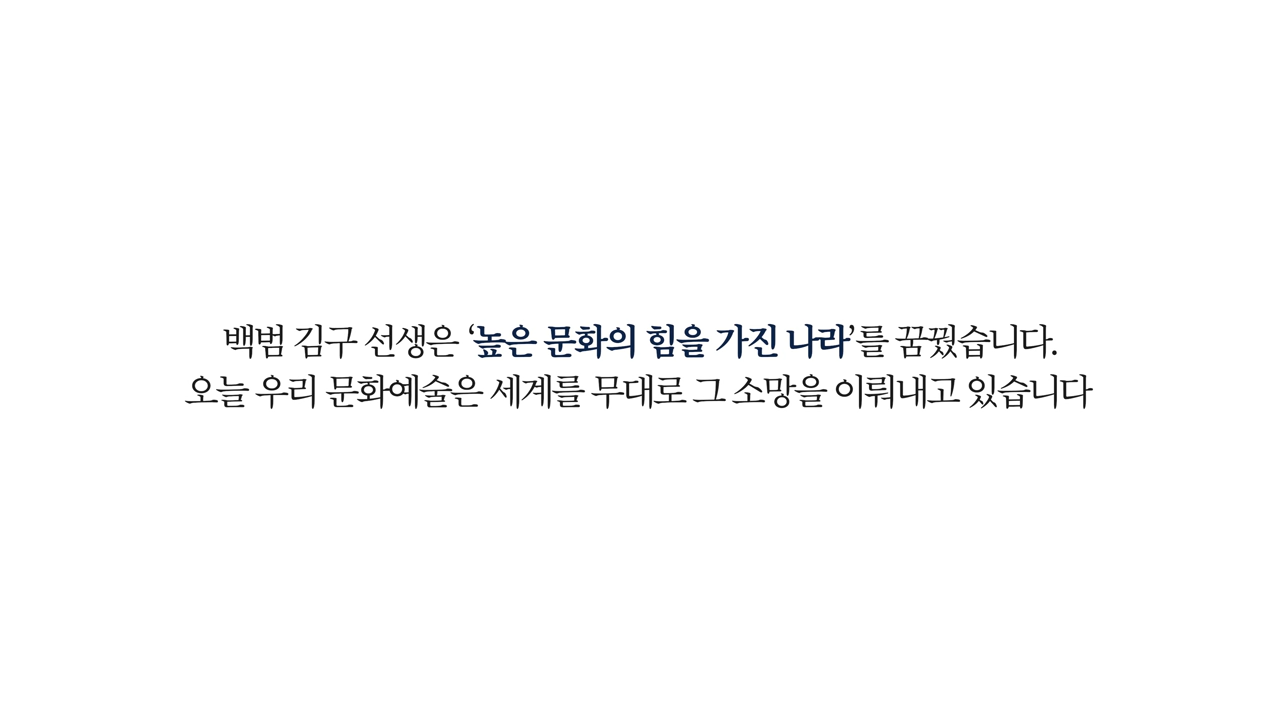 백범 김구 선생은 ‘높은 문화의 힘을 가진 나라’를 꿈꿨습니다.
오늘 우리 문화예술은 세계를 무대로 그 소망을 이뤄내고 있습니다